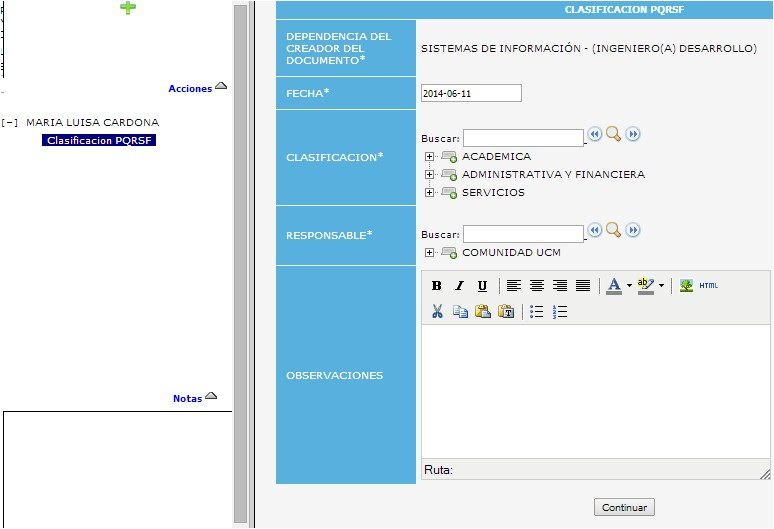 Acciones
[-] MARIA LUISA CARDONA
Clasificacion PQRSF
Notas
CLASIFICACION PQRSF
DEPENDENCIA DEL
CREADOR DEL
DOCUMENTO*
SISTEMAS DE INFORMACIÓN - (INGENIERO(A) DESARROLLO)
FECHA*
2014-06-11
CLASIFICACION*
Buscar:
ACADEMICA
ADMINISTRATIVA Y FINANCIERA
SERVICIOS
RESPONSABLE*
Buscar:
COMUNIDAD UCM
OBSERVACIONES
B I U A ab HTML
Ruta:
Continuar